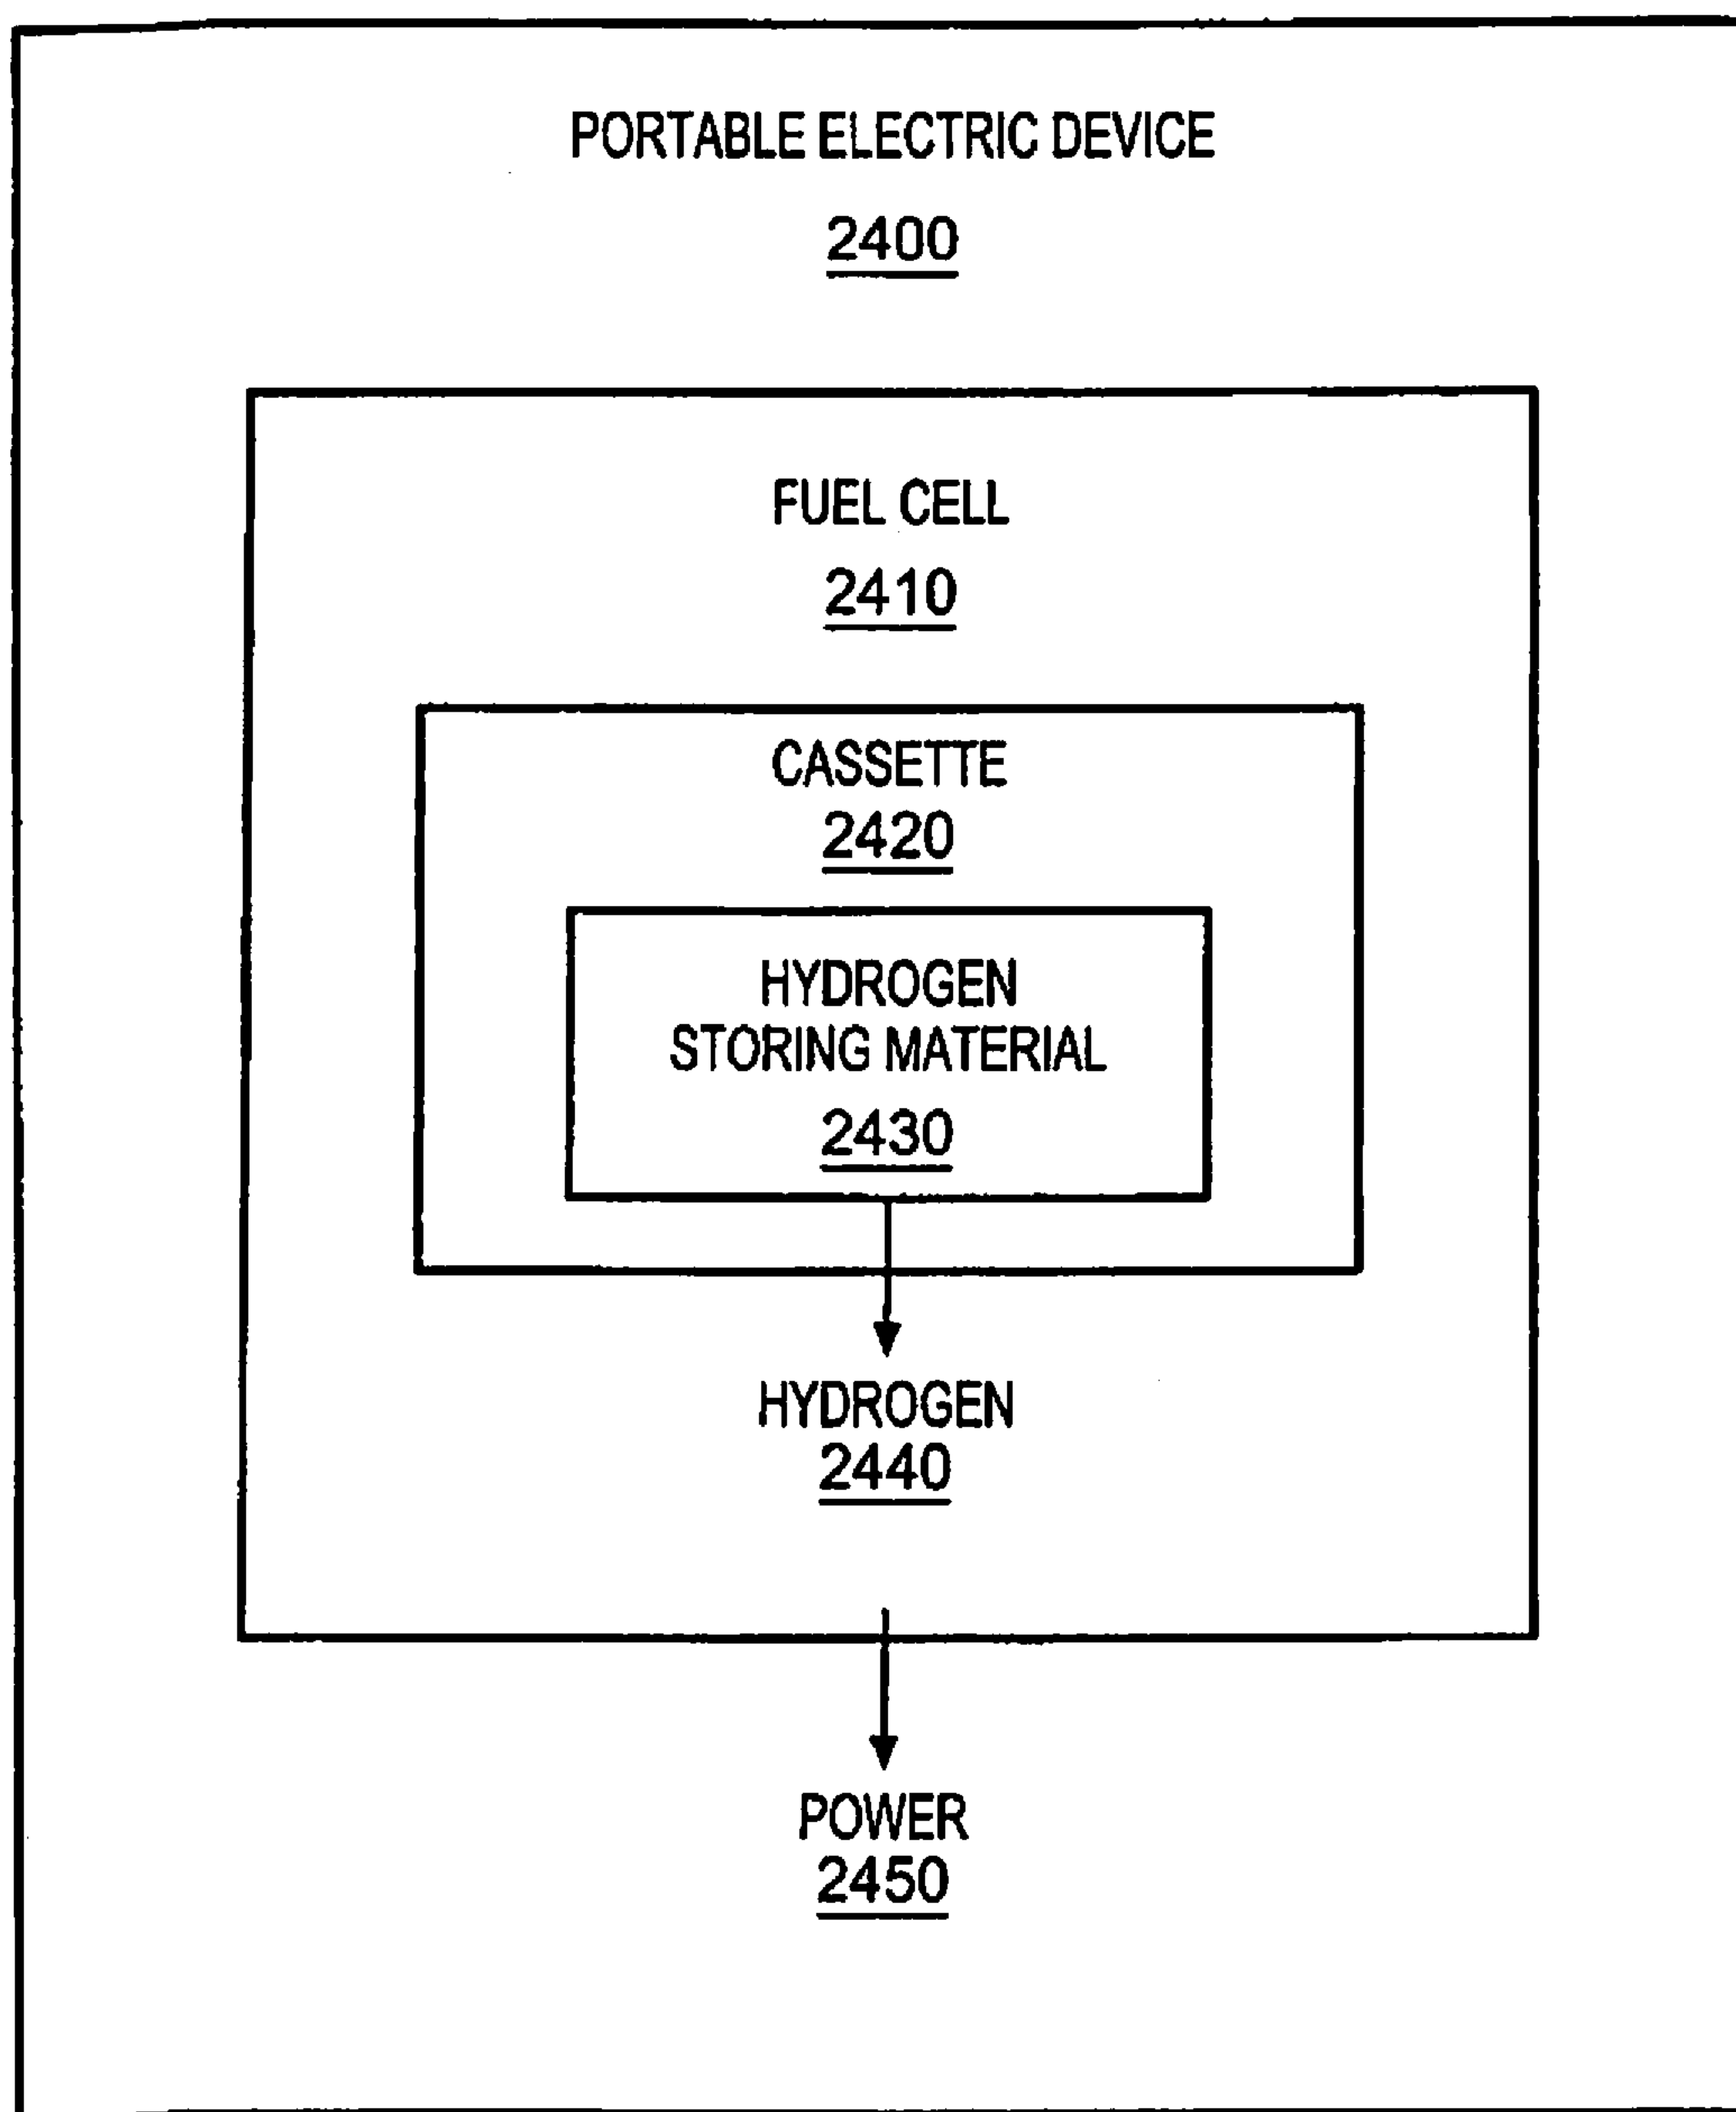 PORTABLE ELECTRIC DEVICE
2400
FUEL CELL
2410
CASSETTE
2420
HYDROGEN
STORING MATERIAL
2430
HYDROGEN
2440
POWER
2450